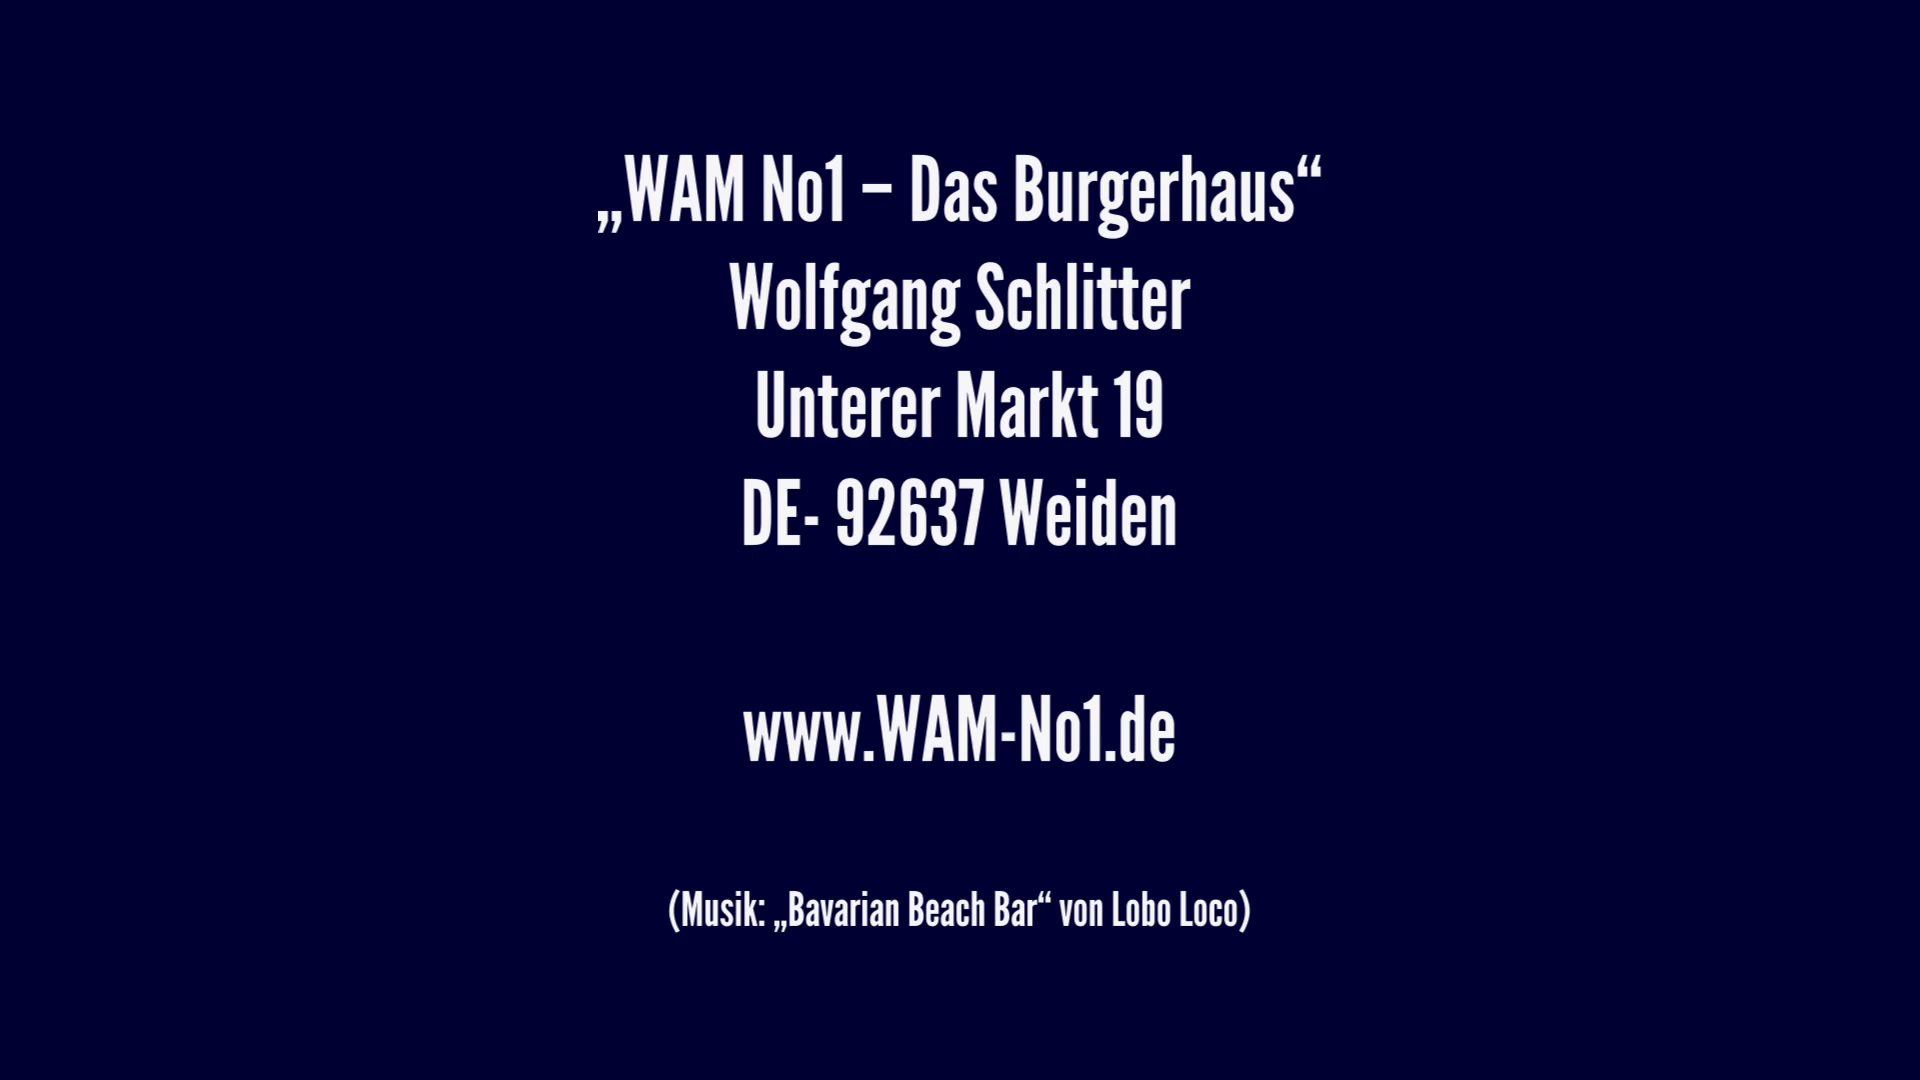 „WAM No1 – Das Burgerhaus“
Wolfgang Schlitter
Unterer Markt 19
DE- 92637 Weiden
www.WAM-No1.de
(Musik: „Bavarian Beach Bar“ von Lobo Loco)